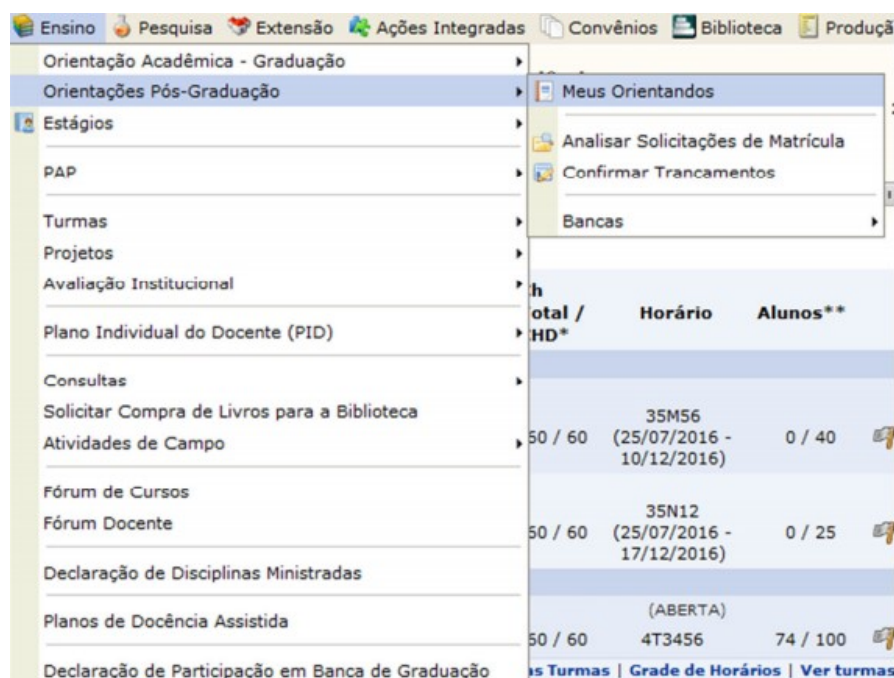 Ensino Pesquisa Extensão Ações Integradas Convênios Biblioteca Produçã
Orientação Acadêmica - Graduação
Orientações Pós-Graduação
Estágios
PAP
Turmas
Projetos
Avaliação Institucional
Plano Individual do Docente (PID)
Consultas
Solicitar Compra de Livros para a Biblioteca
Atividades de Campo
Fórum de Cursos
Fórum Docente
Declaração de Disciplinas Ministradas
Planos de Docência Assistida
Declaração de Participação em Banca de Graduação
Meus Orientandos
Analisar Solicitações de Matrícula
Confirmar Trancamentos
Bancas
Horário Alunos**
otal /
HD*
35M56
60 / 60 (25/07/2016 - 0 / 40
10/12/2016)
35N12
60 / 60 (25/07/2016 - 0 / 25
17/12/2016)
(ABERTA)
60 / 60 4T3456 74 / 100
as Turmas | Grade de Horários | Ver turmas